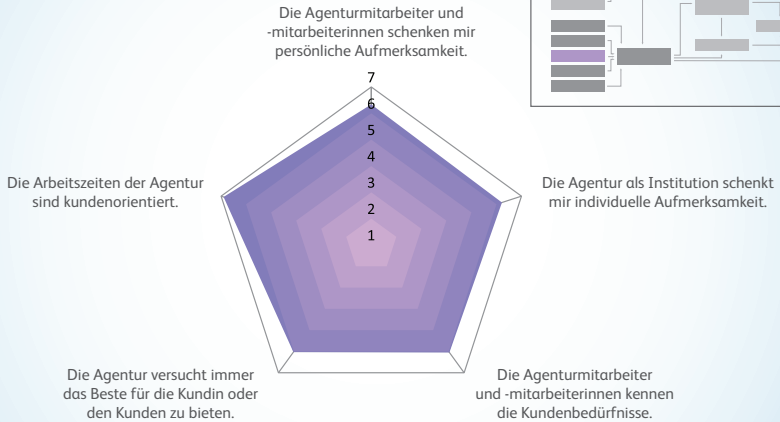 Die Agenturmitarbeiter und
-mitarbeiterinnen schenken mir
persönliche Aufmerksamkeit.
7
6
5
4
3
2
1
Die Arbeitszeiten der Agentur
sind kundenorientiert.
Die Agentur als Institution schenkt
mir individuelle Aufmerksamkeit.
Die Agentur versucht immer
das Beste für die Kundin oder
den Kunden zu bieten.
Die Agenturmitarbeiter
und -mitarbeiterinnen kennen
die Kundenbedürfnisse.